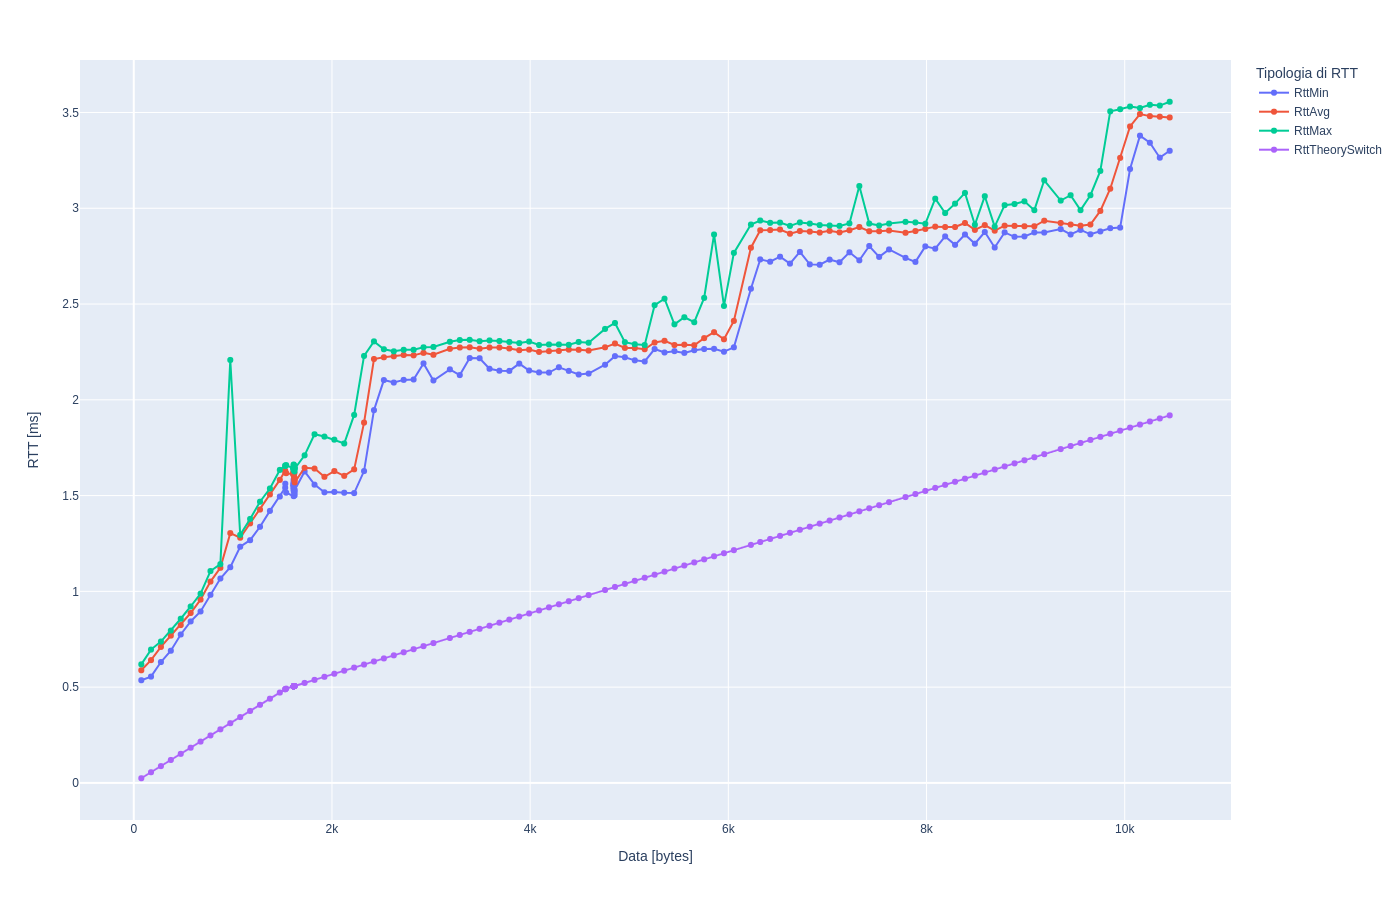 Tipologia di RTT
RttMin
RttAvg
RttMax
RttTheorySwitch
3.5
3
2.5
2
1.5
1
0.5
0
RTT [ms]
0 2k 4k 6k 8k 10k
Data [bytes]